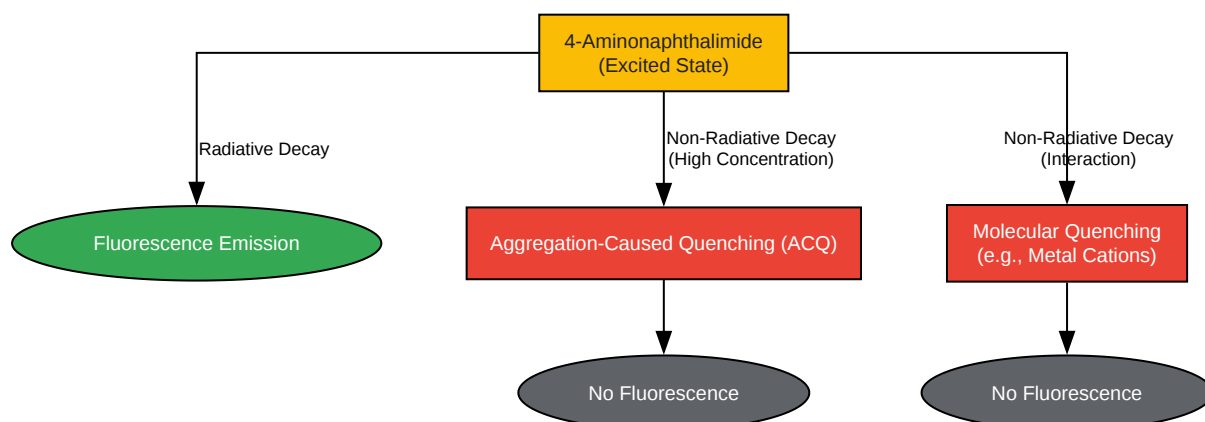 4-Aminonaphthalimide
(Excited State)
Radiative Decay
Non-Radiative Decay
(High Concentration)
Non-Radiative Decay
(Interaction)
Fluorescence Emission
Aggregation-Caused Quenching (ACQ)
Molecular Quenching
(e.g., Metal Cations)
No Fluorescence
No Fluorescence